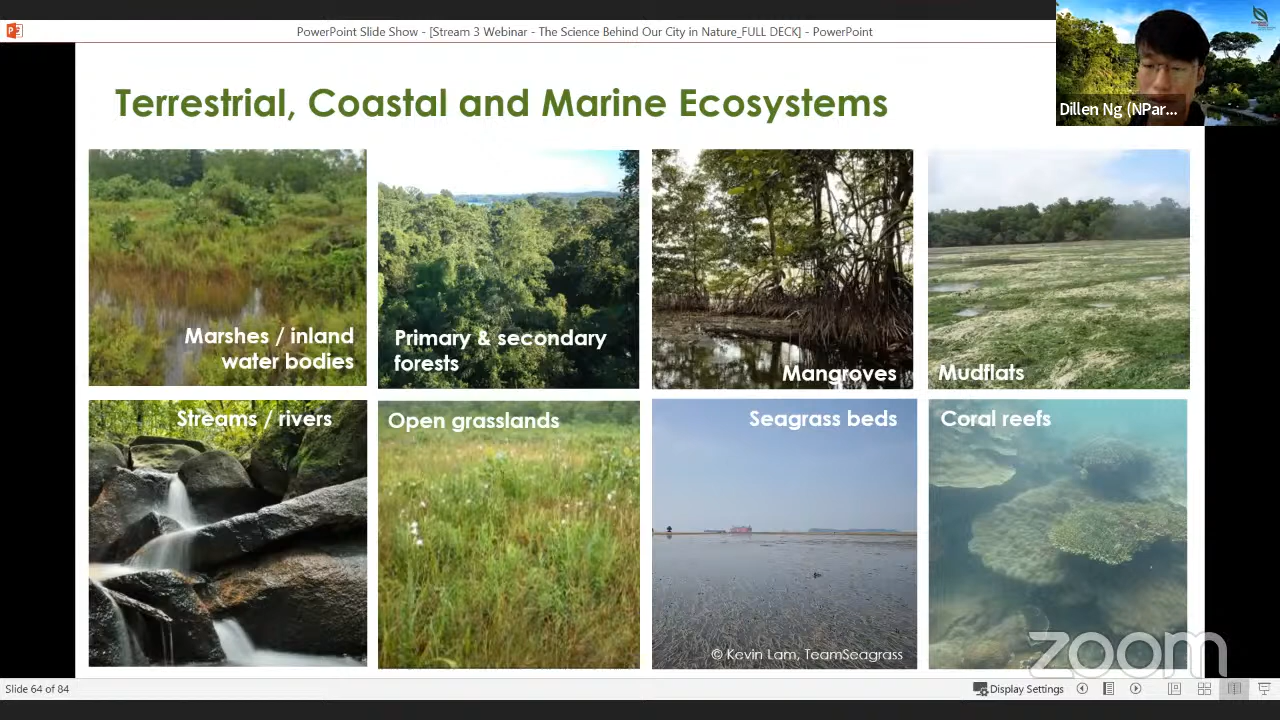 PowerPoint Slide Show - [Stream 3 Webinar - The Science Behind Our City in Nature_FULL DECK] - PowerPoint
Dillen Ng (NPar...
Terrestrial, Coastal and Marine Ecosystems
Marshes / inland
water bodies
Primary & secondary
forests
Mangroves
Mudflats
Streams / rivers
Open grasslands
Seagrass beds
Coral reefs
© Kevin Lam, TeamSeagrass
zoom
Slide 64 of 84
Display Settings